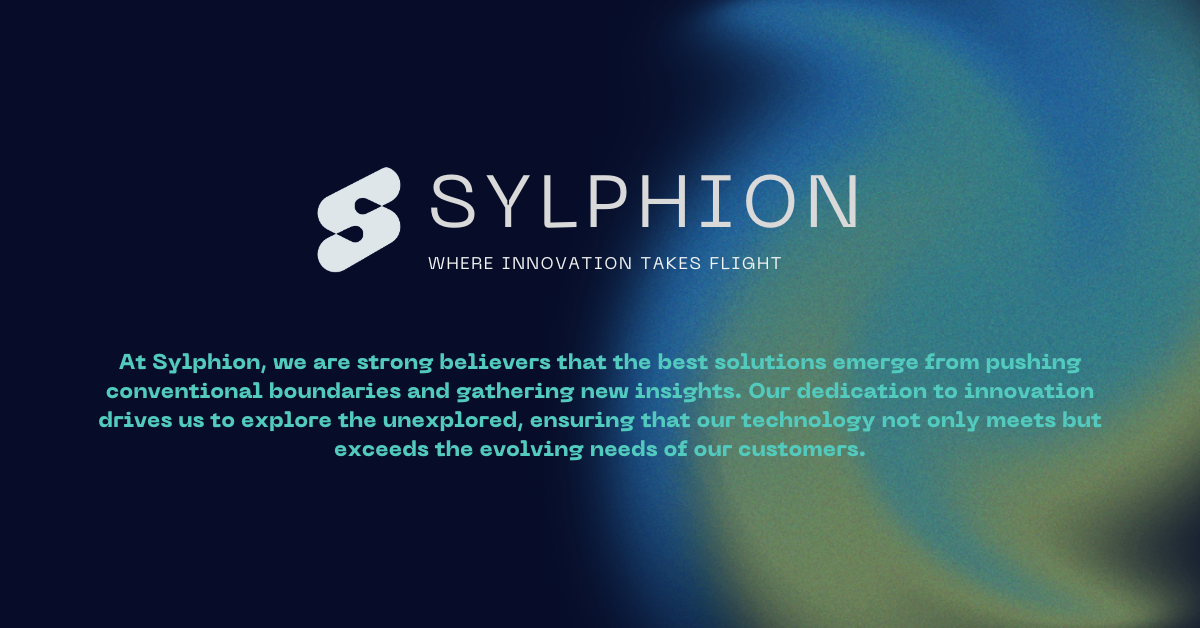 SYLPHION
WHERE INNOVATION TAKES FLIGHT
At Sylphion, we are strong believers that the best solutions emerge from pushing
conventional boundaries and gathering new insights. Our dedication to innovation
drives us to explore the unexplored, ensuring that our technology not only meets but
exceeds the evolving needs of our customers.